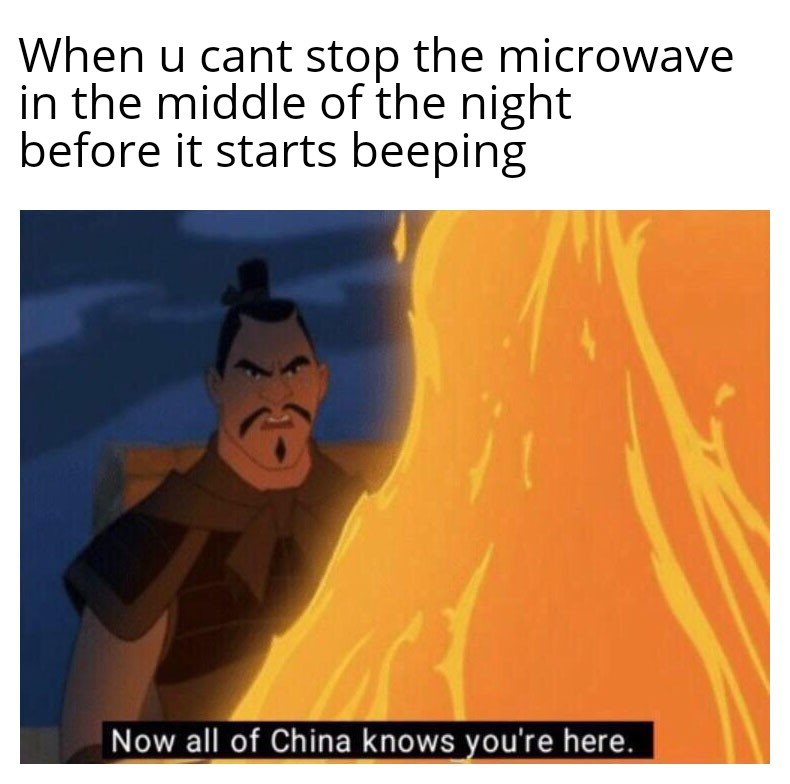 When u cant stop the microwave
in the middle of the night
before it starts beeping
Now all of China knows you're here.